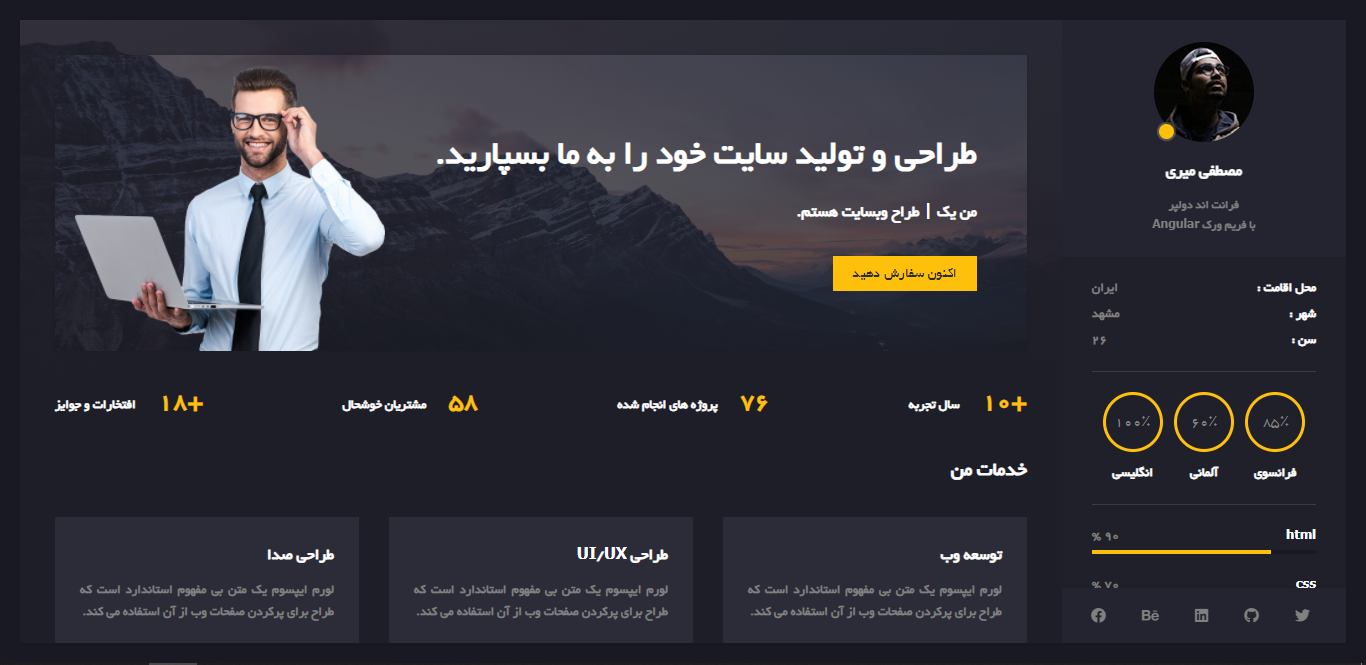 مصطفی میری
فرانت اند دولپر
با فریم ورک Angular
محل اقامت : ایران
شهر : مشهد
سن : ۲۶
۸۵٪ ۶۰٪ ۱۰۰٪
فرانسوی آلمانی انگلیسی
html ۹۰ %
css ۷۰ %
Bē
طراحی و تولید سایت خود را به ما بسپارید.
من یک | طراح وبسایت هستم.
اکنون سفارش دهید
۱۰+ سال تجربه
۷۶ پروژه های انجام شده
۵۸ مشتریان خوشحال
۱۸+ افتخارات و جوایز
خدمات من
توسعه وب
لورم ایپسوم یک متن بی مفهوم استاندارد است که
طراح برای پرکردن صفحات وب از آن استفاده می کند.
طراحی UI/UX
لورم ایپسوم یک متن بی مفهوم استاندارد است که
طراح برای پرکردن صفحات وب از آن استفاده می کند.
طراحی صدا
لورم ایپسوم یک متن بی مفهوم استاندارد است که
طراح برای پرکردن صفحات وب از آن استفاده می کند.